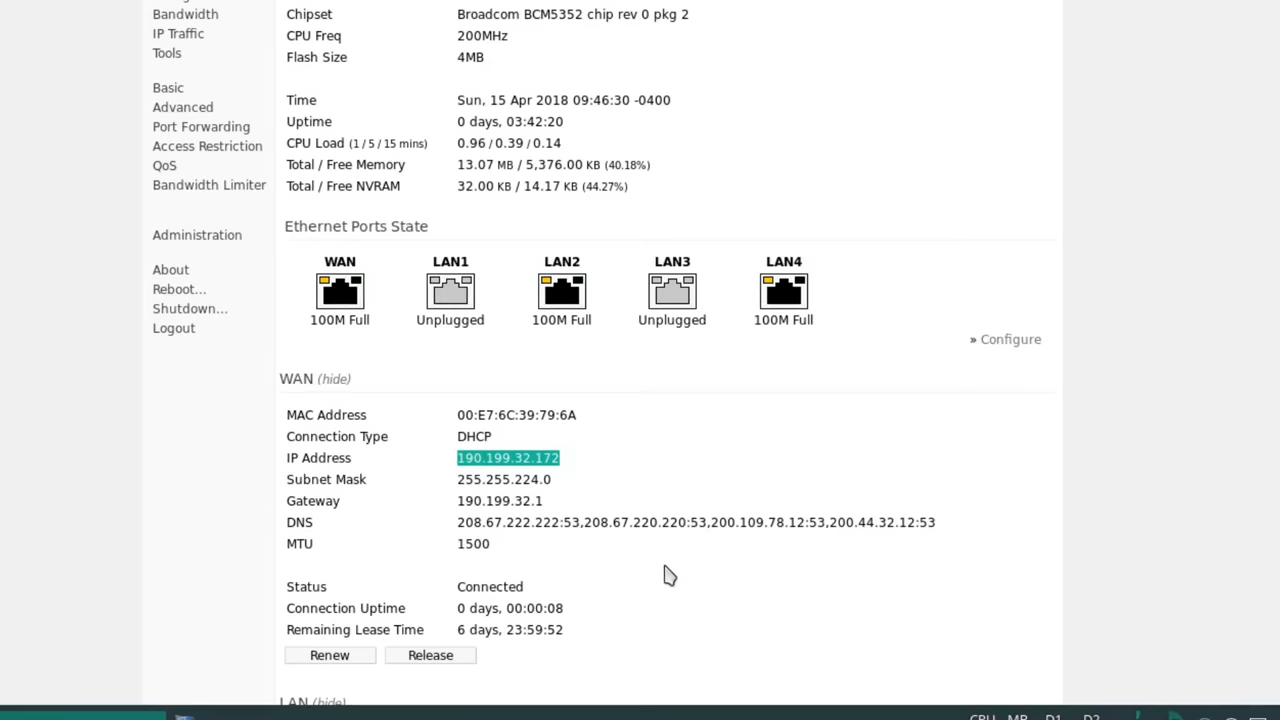 Bandwidth
IP Traffic
Tools
Basic
Advanced
Port Forwarding
Access Restriction
QoS
Bandwidth Limiter
Administration
About
Reboot...
Shutdown...
Logout
Chipset Broadcom BCM5352 chip rev 0 pkg 2
CPU Freq 200MHz
Flash Size 4MB
Time Sun, 15 Apr 2018 09:46:30 -0400
Uptime 0 days, 03:42:20
CPU Load (1 / 5 / 15 mins) 0.96 / 0.39 / 0.14
Total / Free Memory 13.07 MB / 5,376.00 KB (40.18%)
Total / Free NVRAM 32.00 KB / 14.17 KB (44.27%)
Ethernet Ports State
WAN LAN1 LAN2 LAN3 LAN4
100M Full Unplugged 100M Full Unplugged 100M Full
» Configure
WAN (hide)
MAC Address 00:E7:6C:39:79:6A
Connection Type DHCP
IP Address 190.199.32.172
Subnet Mask 255.255.224.0
Gateway 190.199.32.1
DNS 208.67.222.222:53,208.67.220.220:53,200.109.78.12:53,200.44.32.12:53
MTU 1500
Status Connected
Connection Uptime 0 days, 00:00:08
Remaining Lease Time 6 days, 23:59:52
Renew Release
LAN (hide)
CPU MB D1 D2